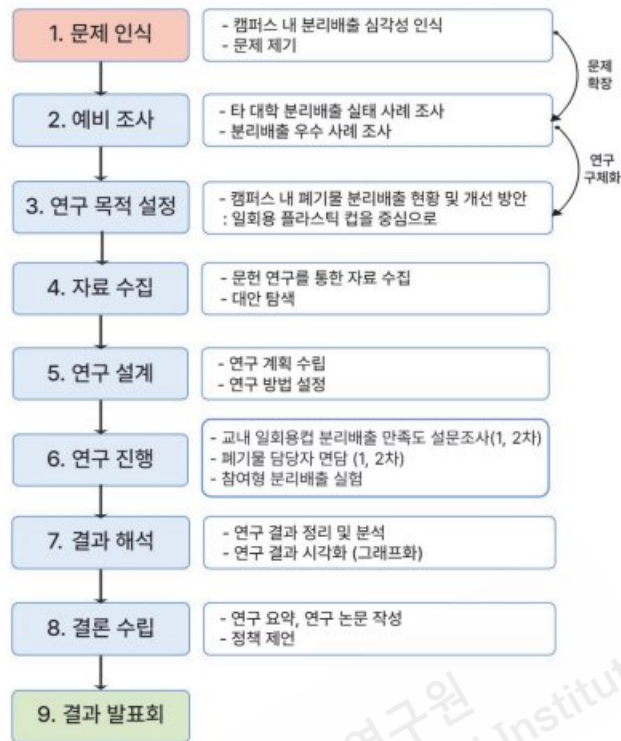 1. 문제 인식
- 캠퍼스 내 분리배출 심각성 인식
- 문제 제기
문제
확장
2. 예비 조사
- 타 대학 분리배출 실태 사례 조사
- 분리배출 우수 사례 조사
연구
구체화
3. 연구 목적 설정
- 캠퍼스 내 폐기물 분리배출 현황 및 개선 방안
: 일회용 플라스틱 컵을 중심으로
4. 자료 수집
- 문헌 연구를 통한 자료 수집
- 대안 탐색
5. 연구 설계
- 연구 계획 수립
- 연구 방법 설정
6. 연구 진행
- 교내 일회용컵 분리배출 만족도 설문조사(1, 2차)
- 폐기물 담당자 면담 (1, 2차)
- 참여형 분리배출 실험
7. 결과 해석
- 연구 결과 정리 및 분석
- 연구 결과 시각화 (그래프화)
8. 결론 수립
- 연구 요약, 연구 논문 작성
- 정책 제언
9. 결과 발표회
연구원